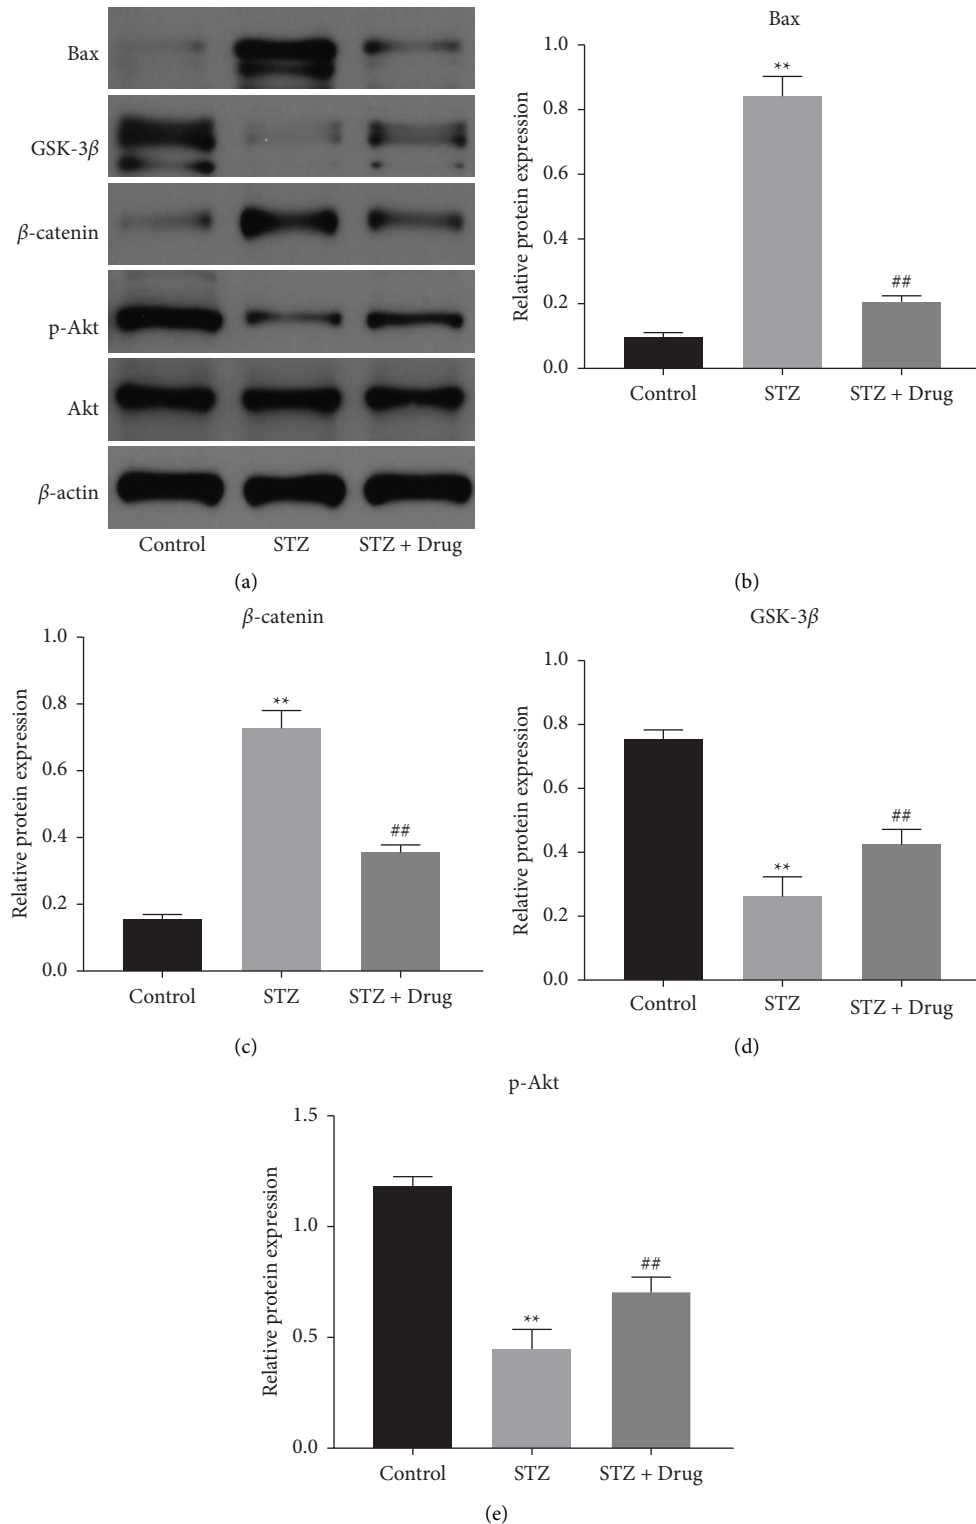 Bax
GSK-3β
β-catenin
p-Akt
Akt
β-actin
Control STZ STZ + Drug
(a)
Bax
Relative protein expression
1.0
0.8
0.6
0.4
0.2
0.0
**
##
Control STZ STZ + Drug
(b)
β-catenin
Relative protein expression
1.0
0.8
0.6
0.4
0.2
0.0
**
##
Control STZ STZ + Drug
(c)
GSK-3β
Relative protein expression
1.0
0.8
0.6
0.4
0.2
0.0
**
##
Control STZ STZ + Drug
(d)
p-Akt
Relative protein expression
1.5
1.0
0.5
0.0
**
##
Control STZ STZ + Drug
(e)